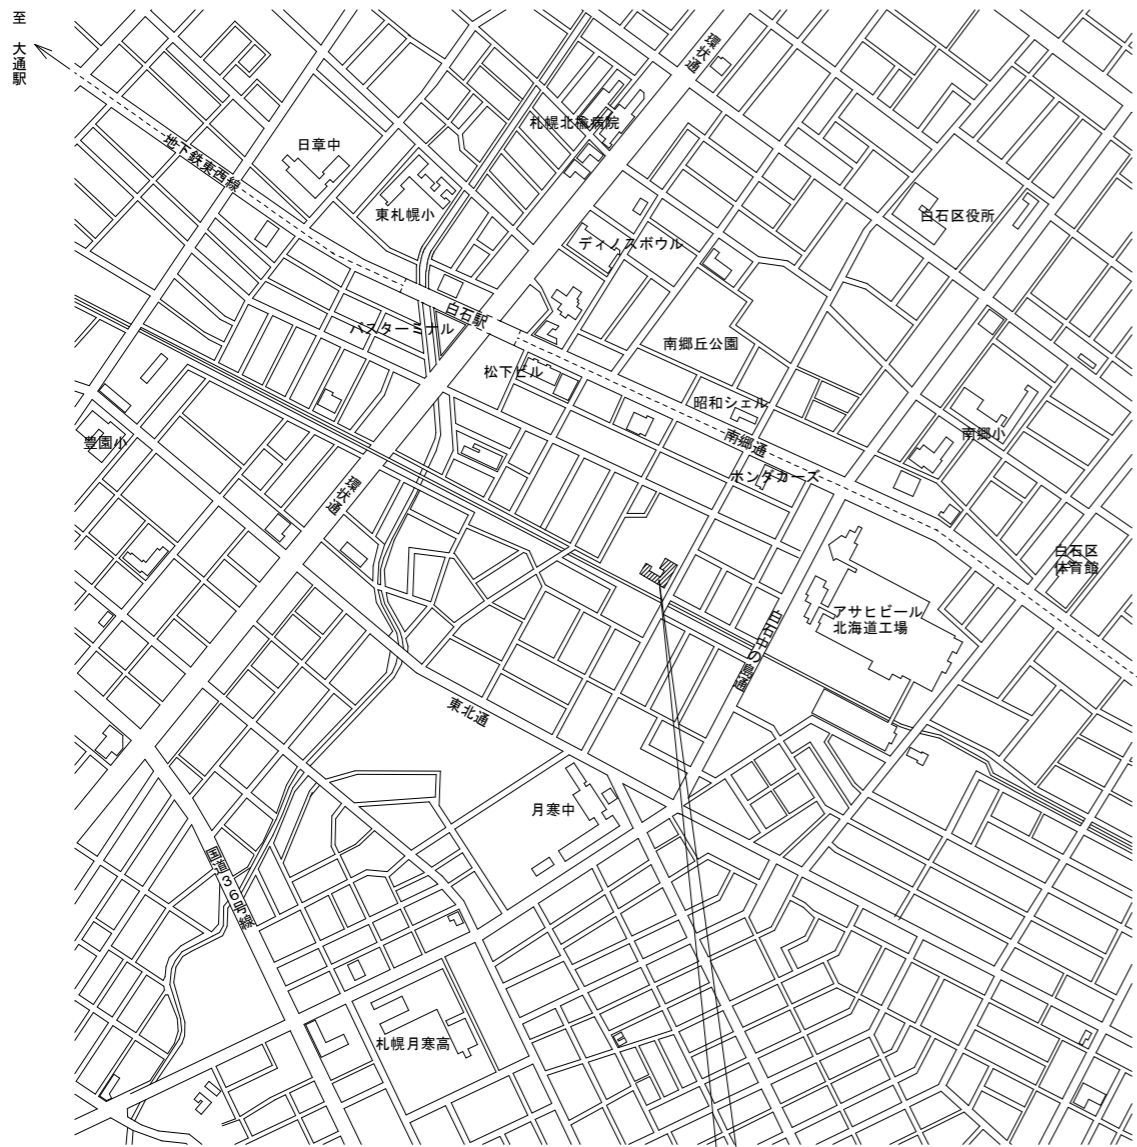 至 大通駅
環状通
札幌北楡病院
日章中
地下鉄東西線
東札幌小
白石区役所
ディノスボウル
白石駅
バスターミナル
南郷丘公園
松下ビル
昭和シェル
南郷通
南郷小
豊園小
ホンダカーズ
環状通
白石区
体育館
アサヒビール
北海道工場
白石中の島通
東北通
月寒中
国道36号線
札幌月寒高